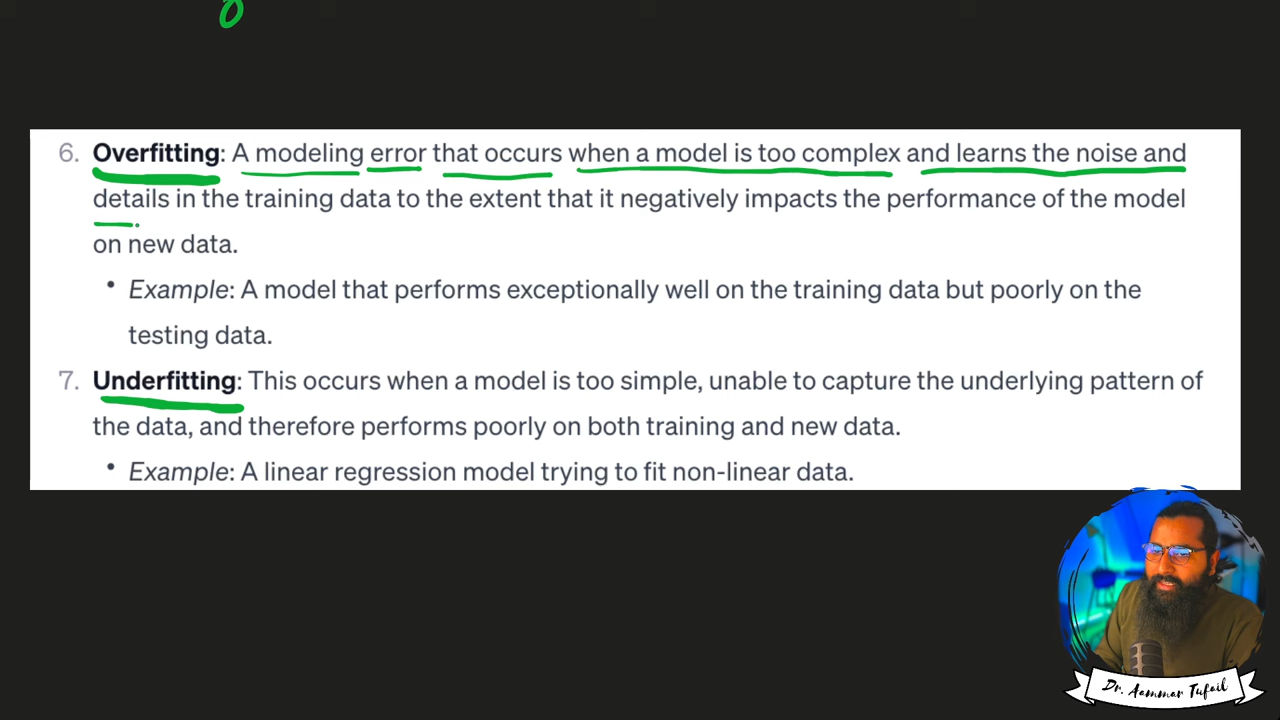 6. Overfitting: A modeling error that occurs when a model is too complex and learns the noise and
details in the training data to the extent that it negatively impacts the performance of the model
on new data.
• Example: A model that performs exceptionally well on the training data but poorly on the
testing data.
7. Underfitting: This occurs when a model is too simple, unable to capture the underlying pattern of
the data, and therefore performs poorly on both training and new data.
• Example: A linear regression model trying to fit non-linear data.
Dr. Aammar Tufail